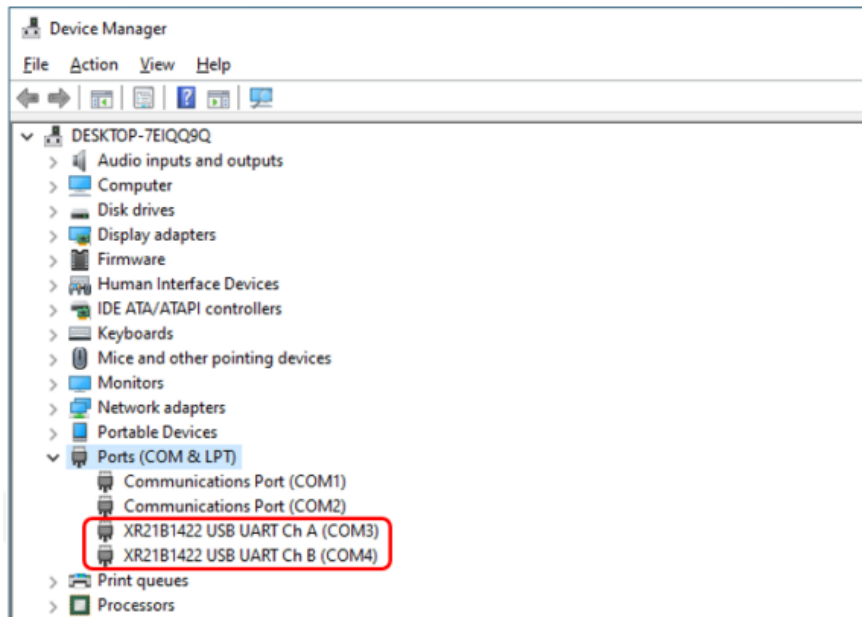 Device Manager
File Action View Help
DESKTOP-7EIQQ9Q
Audio inputs and outputs
Computer
Disk drives
Display adapters
Firmware
Human Interface Devices
IDE ATA/ATAPI controllers
Keyboards
Mice and other pointing devices
Monitors
Network adapters
Portable Devices
Ports (COM & LPT)
Communications Port (COM1)
Communications Port (COM2)
XR21B1422 USB UART Ch A (COM3)
XR21B1422 USB UART Ch B (COM4)
Print queues
Processors